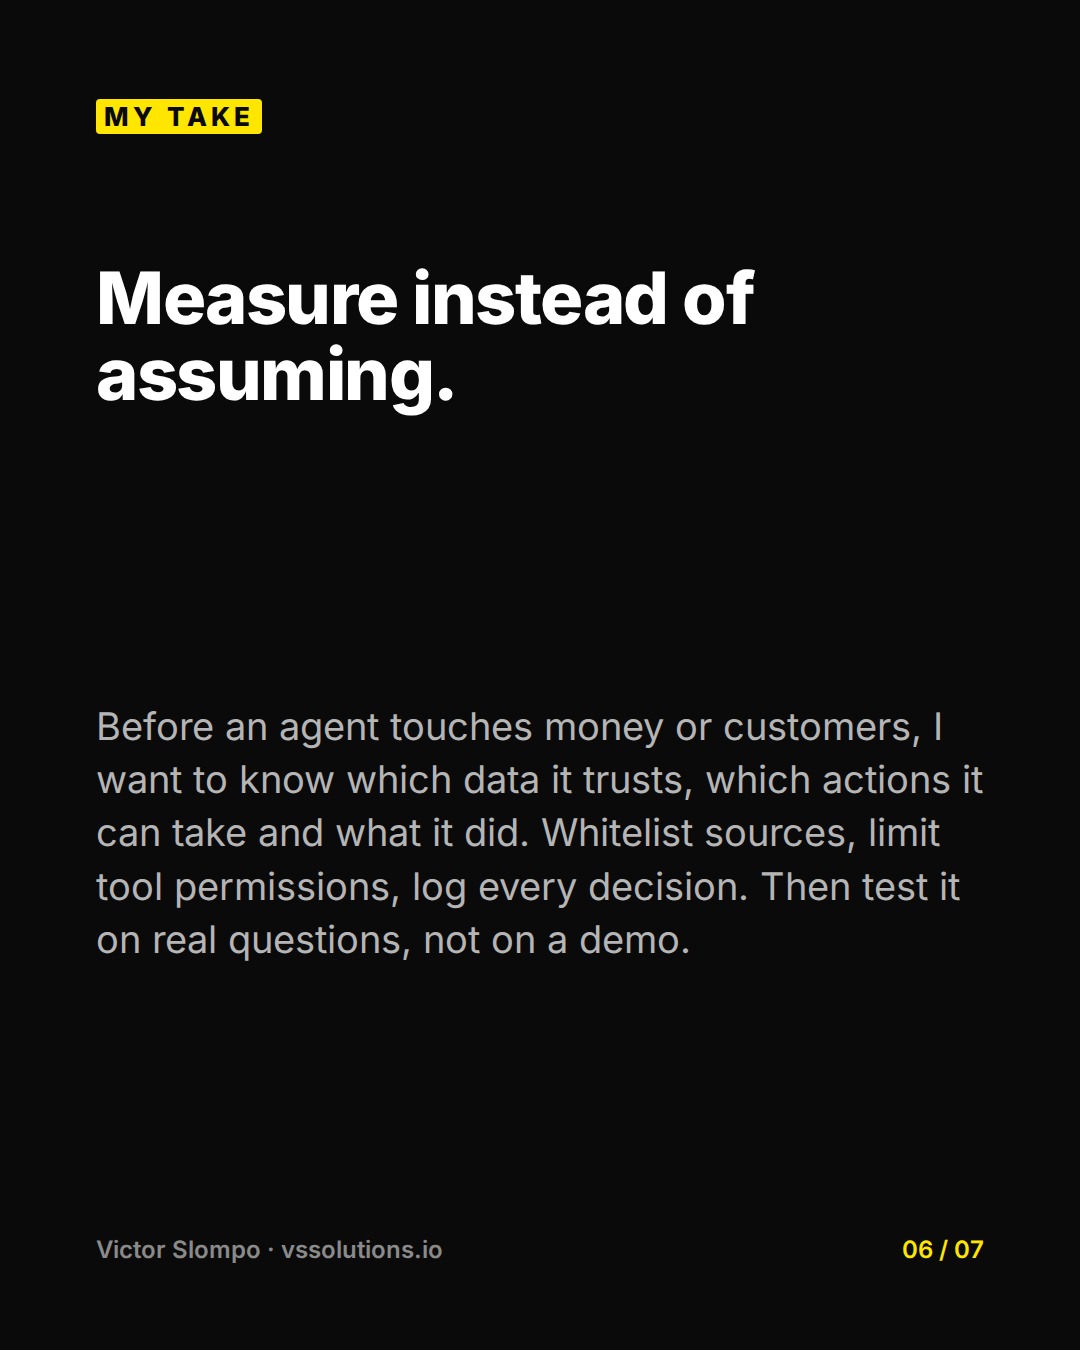 MY TAKE
Measure instead of
assuming.
Before an agent touches money or customers, I
want to know which data it trusts, which actions it
can take and what it did. Whitelist sources, limit
tool permissions, log every decision. Then test it
on real questions, not on a demo.
Victor Slompo · vssolutions.io
06 / 07